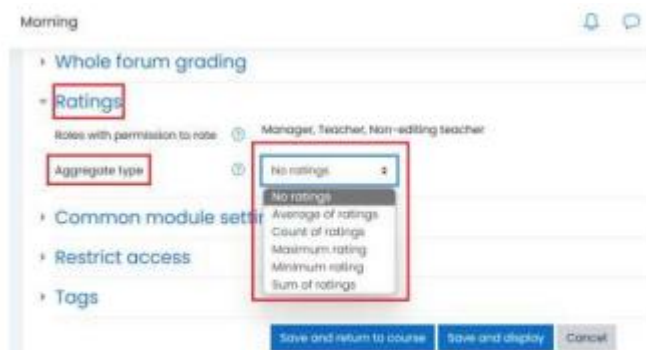 Morning
Whole forum grading
Ratings
Roles with permission to rate Manager, Teacher, Non-editing teacher
Aggregate type No ratings
No ratings
Common module setti Average of ratings
Count of ratings
Maximum rating
Restrict access
Minimum rating
Sum of ratings
Tags
Save and return to course Save and display Cancel